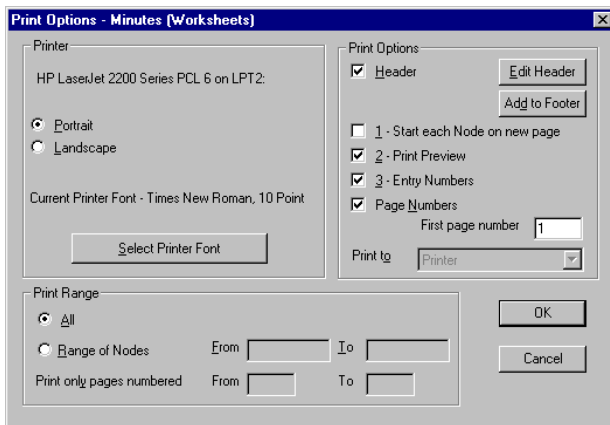 Print Options - Minutes (Worksheets)
Printer
HP LaserJet 2200 Series PCL 6 on LPT2:
Portrait
Landscape
Current Printer Font - Times New Roman, 10 Point
Select Printer Font
Print Options
Header
Edit Header
Add to Footer
1 - Start each Node on new page
2 - Print Preview
3 - Entry Numbers
Page Numbers
First page number 1
Print to Printer
Print Range
All
Range of Nodes From To
Print only pages numbered From To
OK
Cancel